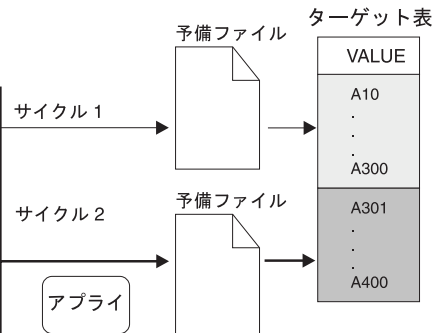 ターゲット表
予備ファイル
VALUE
サイクル 1
A10
.
.
.
A300
予備ファイル
サイクル 2
A301
.
.
.
A400
アプライ